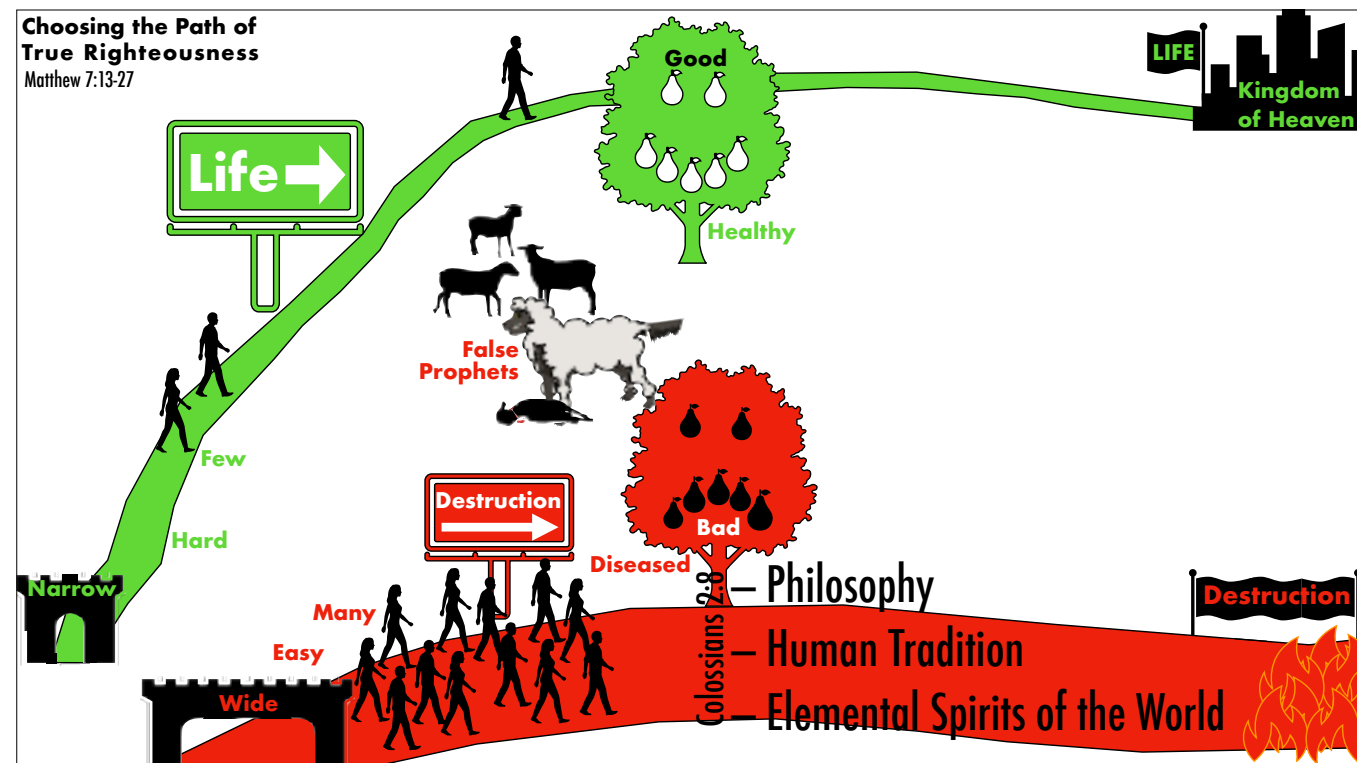 Choosing the Path of
True Righteousness
Matthew 7:13-27
Good
LIFE
Kingdom
of Heaven
Life
Healthy
False
Prophets
Few
Destruction
Bad
Hard
Diseased
Narrow
Many
Easy
Wide
Colossians 2:8
– Philosophy
– Human Tradition
– Elemental Spirits of the World
Destruction